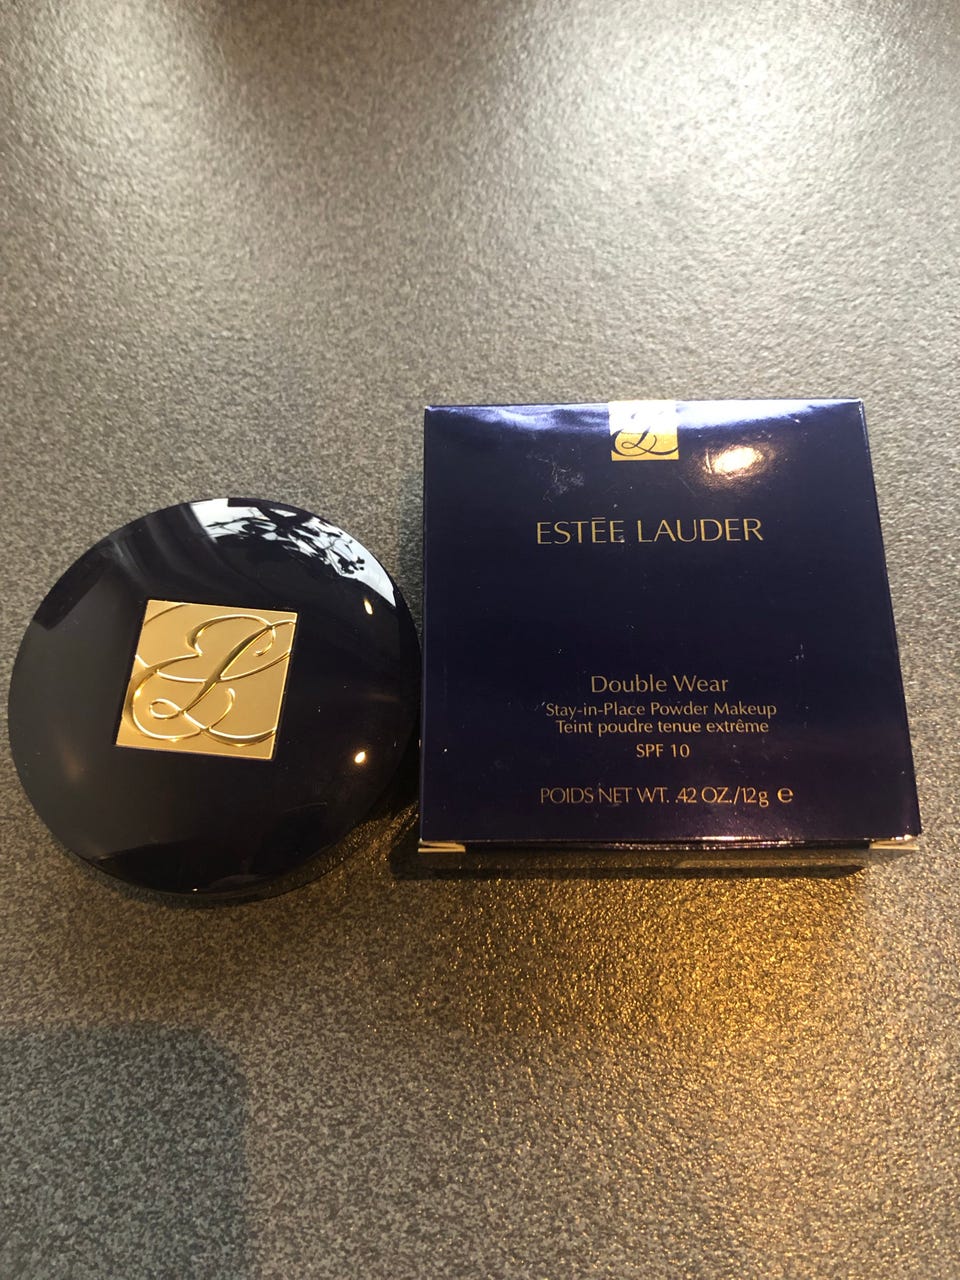 ESTĒE LAUDER
Double Wear
Stay-in-Place Powder Makeup
Teint poudre tenue extrême
SPF 10
POIDS NET WT. .42 OZ./12g e